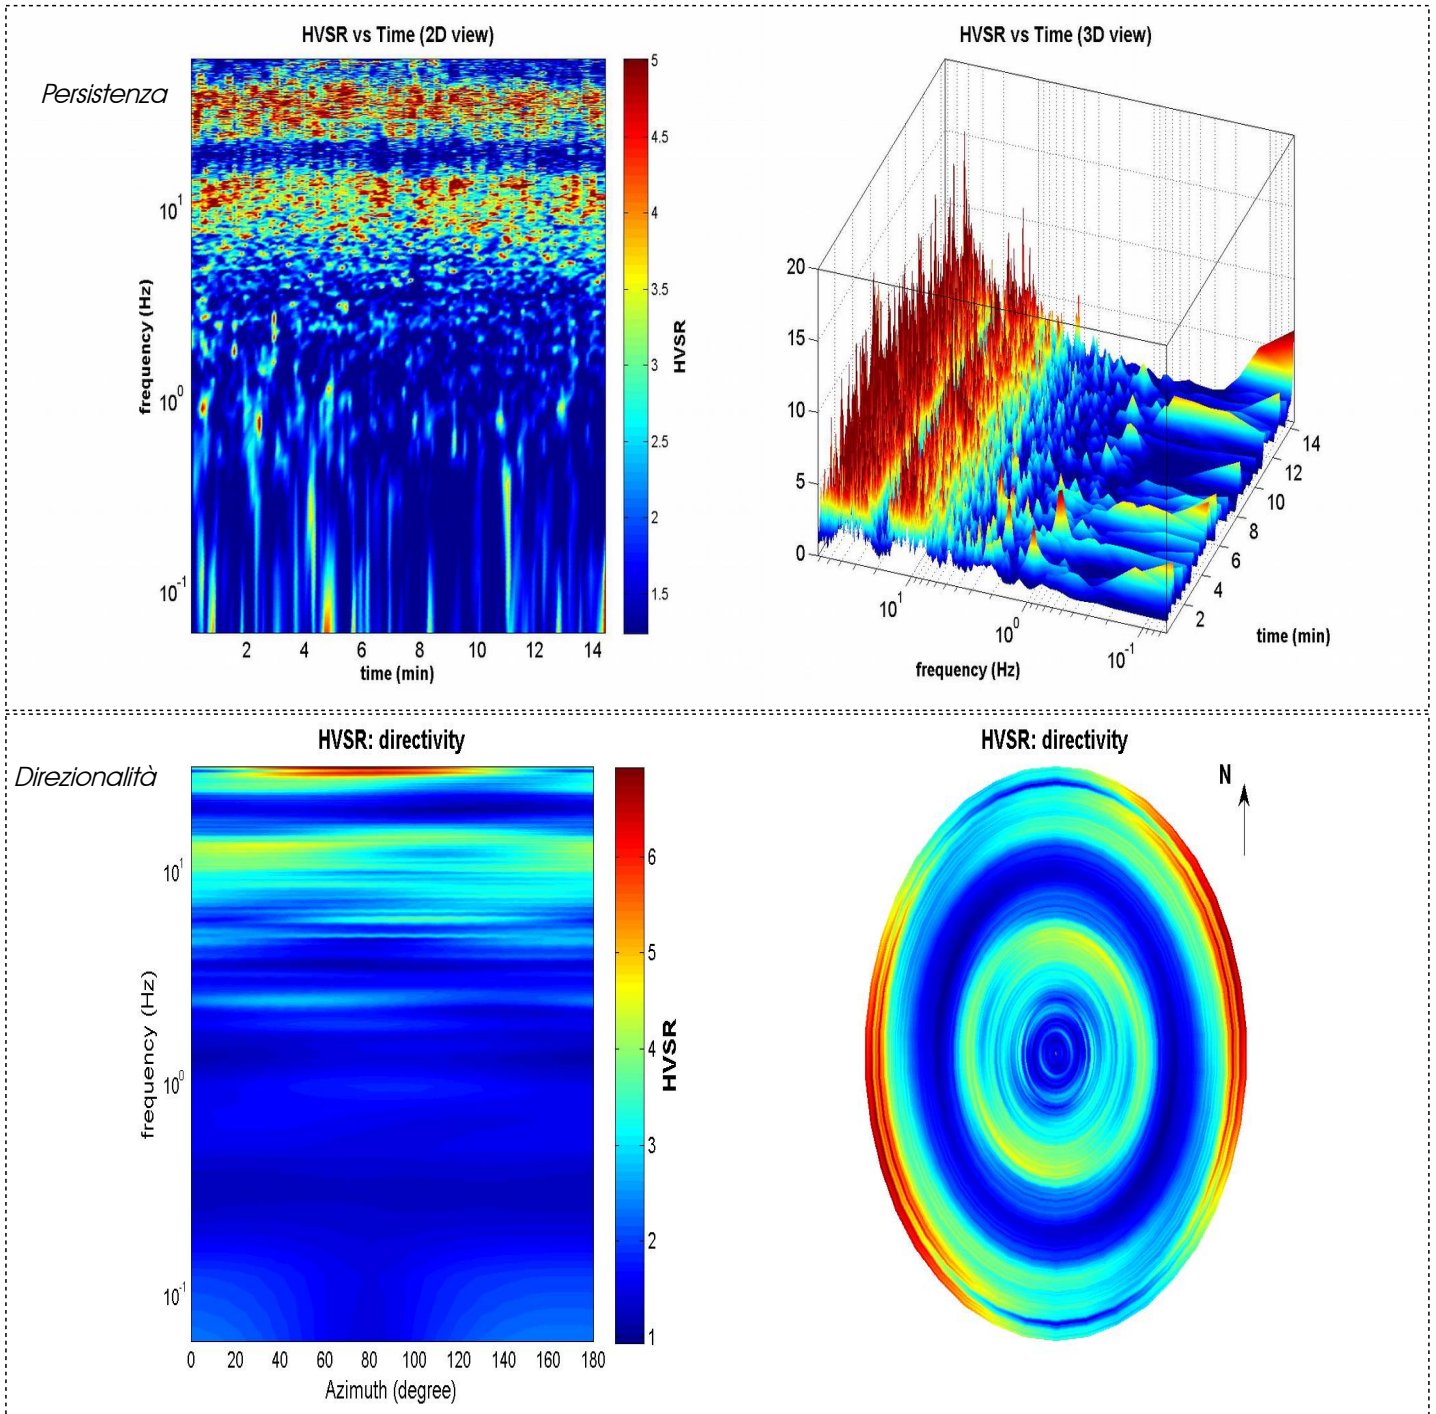 HVSR vs Time (2D view)
Persistenza
10^1
10^0
10^-1
frequency (Hz)
2 4 6 8 10 12 14
time (min)
5
4.5
4
3.5
3
2.5
2
1.5
HVSR
HVSR vs Time (3D view)
20
15
10
5
0
10^1
10^0
10^-1
frequency (Hz)
2
4
6
8
10
12
14
time (min)
HVSR: directivity
Direzionalità
10^1
10^0
10^-1
frequency (Hz)
0 20 40 60 80 100 120 140 160 180
Azimuth (degree)
6
5
4
3
2
1
HVSR
HVSR: directivity
N